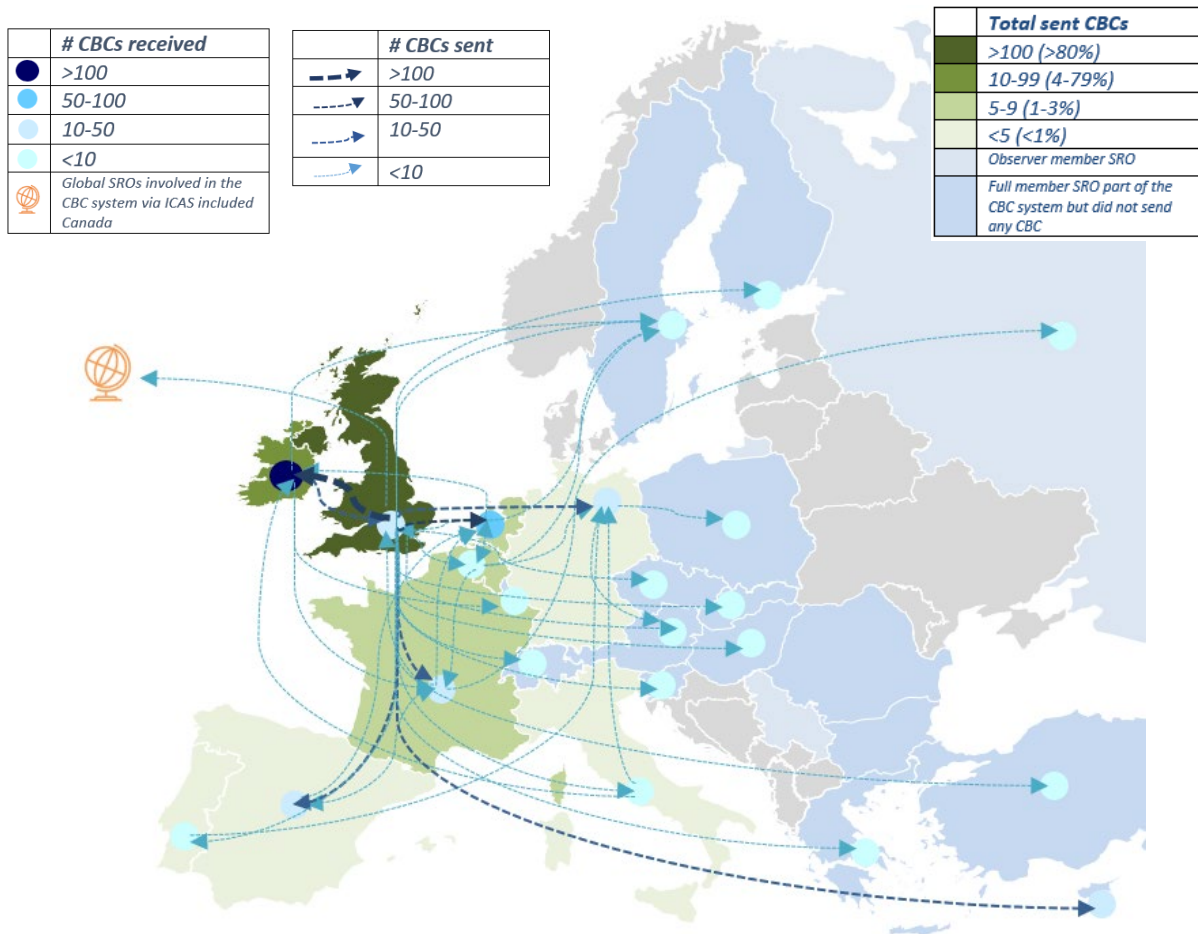 # CBCs received
>100
50-100
10-50
<10
Global SROs involved in the
CBC system via ICAS included
Canada
# CBCs sent
>100
50-100
10-50
<10
Total sent CBCs
>100 (>80%)
10-99 (4-79%)
5-9 (1-3%)
<5 (<1%)
Observer member SRO
Full member SRO part of the
CBC system but did not send
any CBC